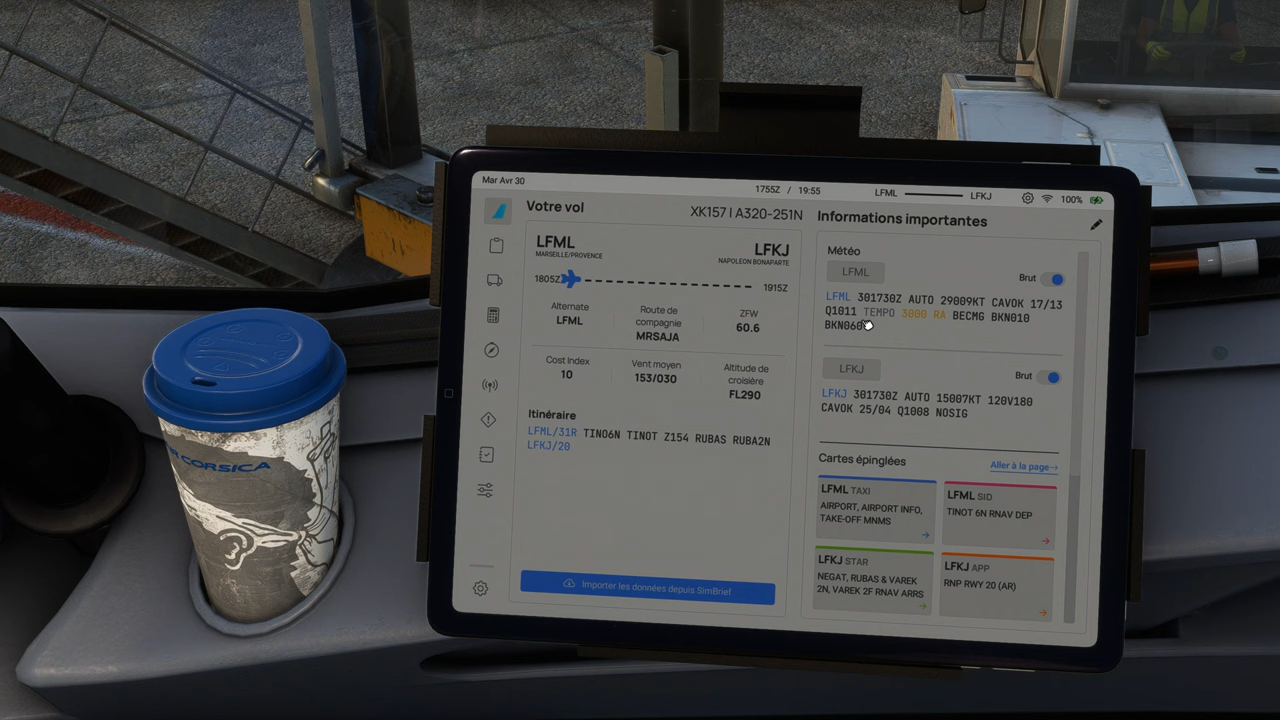 Mar Avr 30
1755Z / 19:55
LFML
LFKJ
100%
Votre vol
XK157 | A320-251N
LFML
MARSEILLE/PROVENCE
LFKJ
NAPOLEON BONAPARTE
1805Z
1915Z
Alternate
LFML
Route de
compagnie
MRSAJA
ZFW
60.6
Cost Index
10
Vent moyen
153/030
Altitude de
croisière
FL290
Itinéraire
LFML/31R TINO6N TINOT Z154 RUBAS RUBA2N
LFKJ/20
Importer les données depuis SimBrief
Informations importantes
Météo
LFML
Brut
LFML 301730Z AUTO 29009KT CAVOK 17/13
Q1011 TEMPO 3000 RA BECMG BKN010
BKN060
LFKJ
Brut
LFKJ 301730Z AUTO 15007KT 120V180
CAVOK 25/04 Q1008 NOSIG
Cartes épinglées
Aller à la page→
LFML TAXI
AIRPORT, AIRPORT INFO,
TAKE-OFF MNMS
LFML SID
TINOT 6N RNAV DEP
LFKJ STAR
NEGAT, RUBAS & VAREK
2N, VAREK 2F RNAV ARRS
LFKJ APP
RNP RWY 20 (AR)
CORSICA